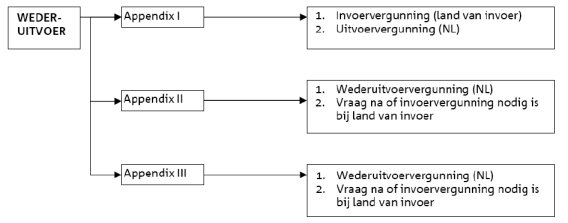 WEDER-
UITVOER
Appendix I
1. Invoervergunning (land van invoer)
2. Uitvoervergunning (NL)
Appendix II
1. Wederuitvoervergunning (NL)
2. Vraag na of invoervergunning nodig is
bij land van invoer
Appendix III
1. Wederuitvoervergunning (NL)
2. Vraag na of invoervergunning nodig is
bij land van invoer